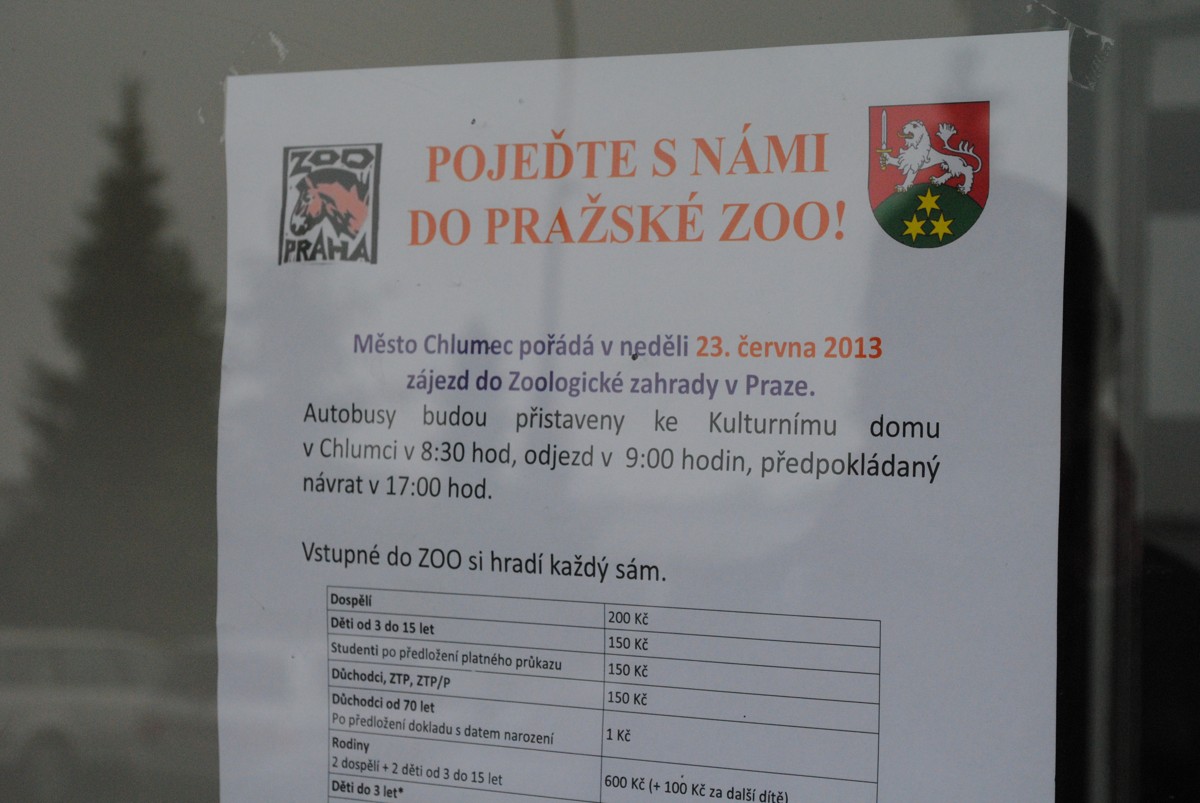 ZOO
PRAHA
POJEĎTE S NÁMI
DO PRAŽSKÉ ZOO!
Město Chlumec pořádá v neděli 23. června 2013
zájezd do Zoologické zahrady v Praze.
Autobusy budou přistaveny ke Kulturnímu domu
v Chlumci v 8:30 hod, odjezd v 9:00 hodin, předpokládaný
návrat v 17:00 hod.
Vstupné do ZOO si hradí každý sám.
Dospělí 200 Kč
Děti od 3 do 15 let 150 Kč
Studenti po předložení platného průkazu 150 Kč
Důchodci, ZTP, ZTP/P 150 Kč
Důchodci od 70 let
Po předložení dokladu s datem narození 1 Kč
Rodiny
2 dospělí + 2 děti od 3 do 15 let 600 Kč (+ 100 Kč za další dítě)
Děti do 3 let*